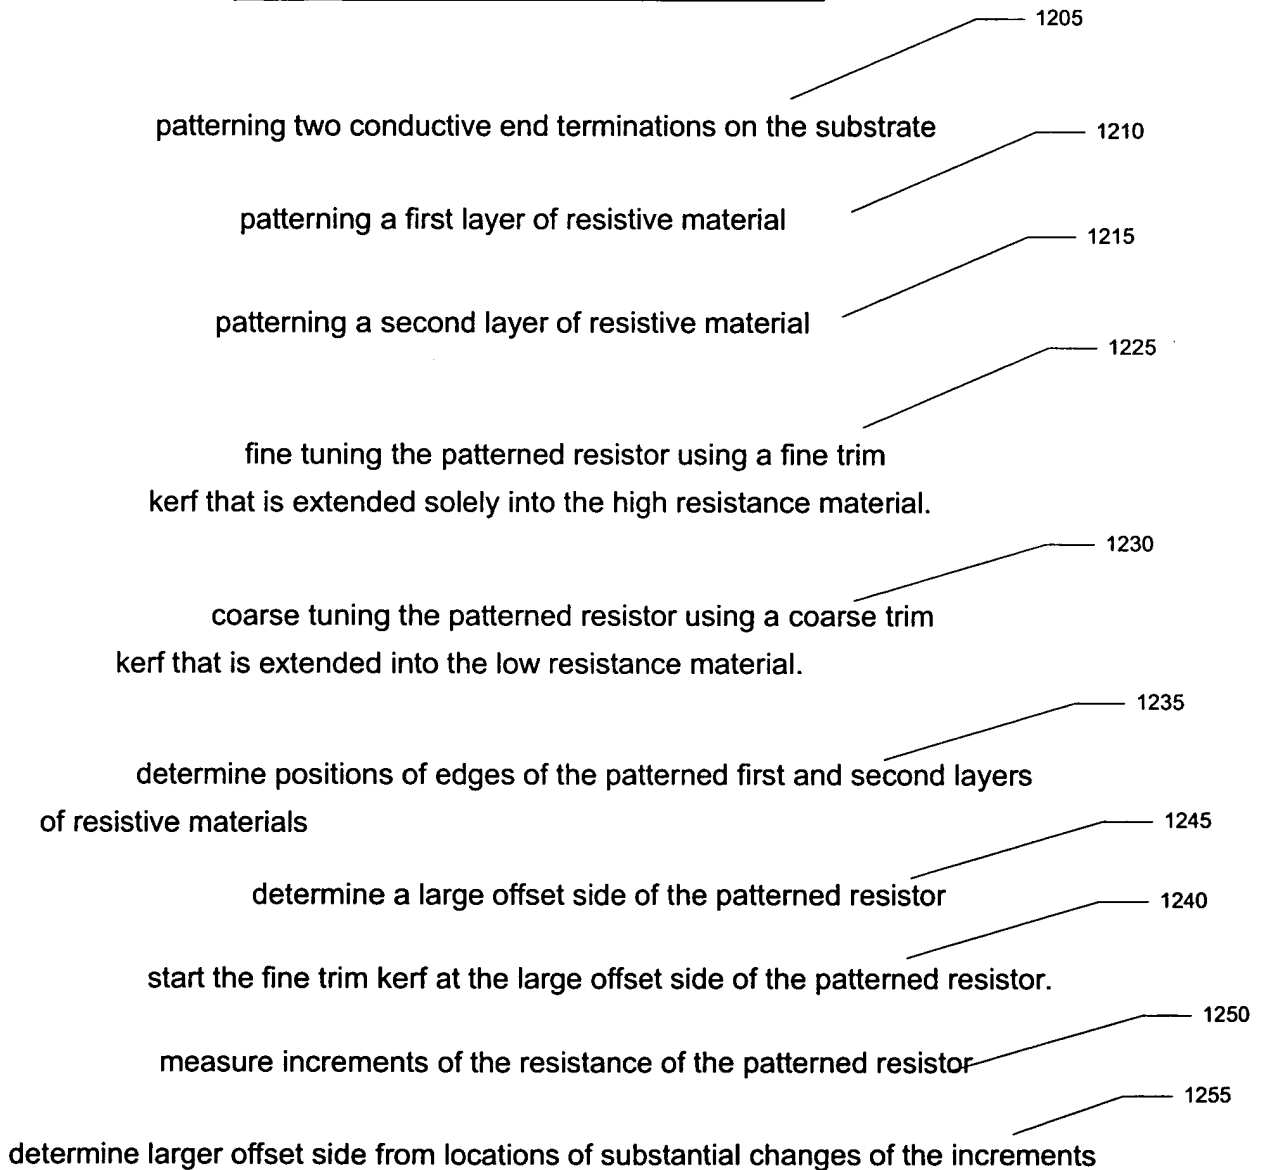 1205
patterning two conductive end terminations on the substrate
1210
patterning a first layer of resistive material
1215
patterning a second layer of resistive material
1225
fine tuning the patterned resistor using a fine trim
kerf that is extended solely into the high resistance material.
1230
coarse tuning the patterned resistor using a coarse trim
kerf that is extended into the low resistance material.
1235
determine positions of edges of the patterned first and second layers
of resistive materials
1245
determine a large offset side of the patterned resistor
1240
start the fine trim kerf at the large offset side of the patterned resistor.
1250
measure increments of the resistance of the patterned resistor
1255
determine larger offset side from locations of substantial changes of the increments